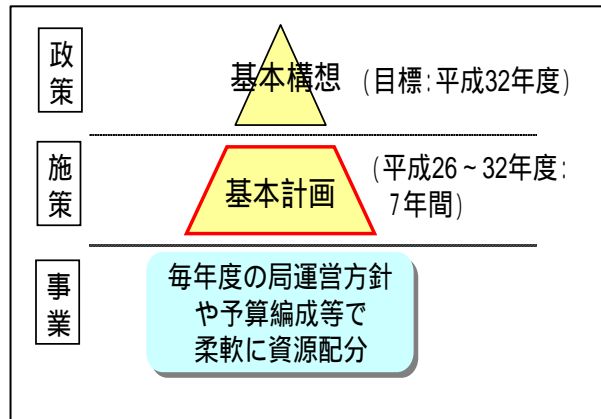 政策
基本構想
(目標:平成32年度)
施策
基本計画
(平成26~32年度:
7年間)
事業
毎年度の局運営方針
や予算編成等で
柔軟に資源配分